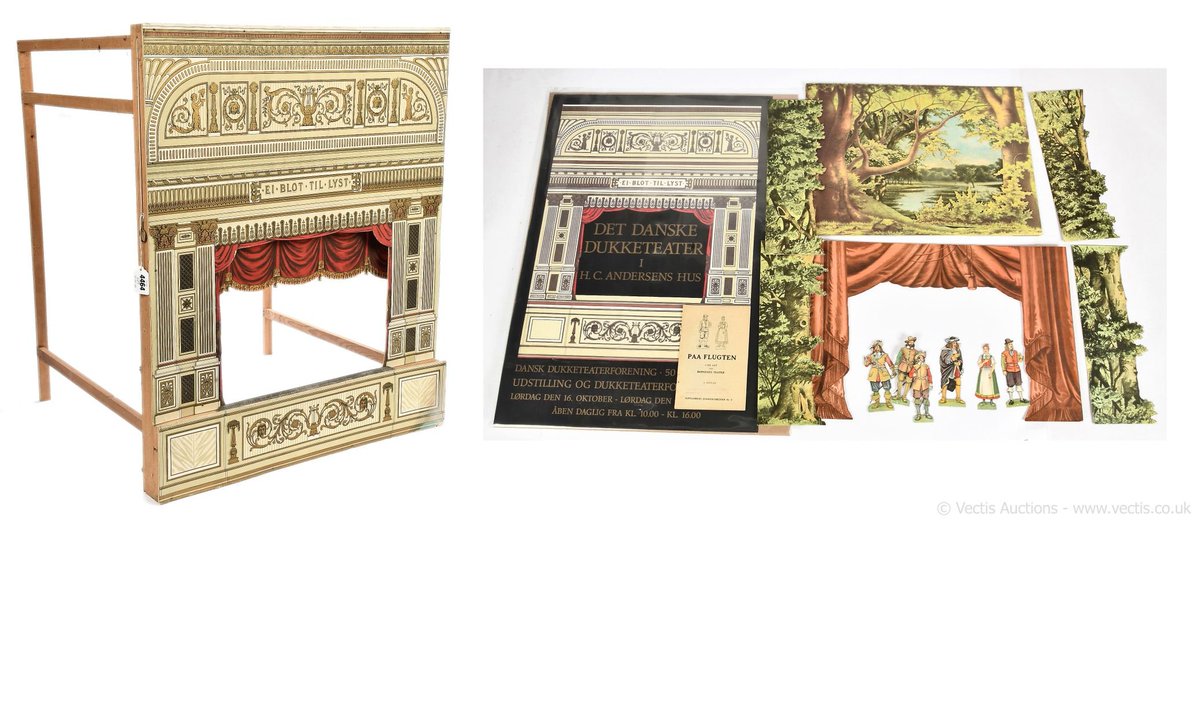 EI · BLOT · TIL · LYST
4464
EI · BLOT · TIL · LYST
DET DANSKE
DUKKETEATER
I
H. C. ANDERSENS HUS
PAA FLUGTEN
DANSK DUKKETEATERFORENING · 50
UDSTILLING OG DUKKETEATERFO
LØRDAG DEN 16. OKTOBER - LØRDAG DEN
ÅBEN DAGLIG FRA KL. 10.00 - KL. 16.00
© Vectis Auctions - www.vectis.co.uk